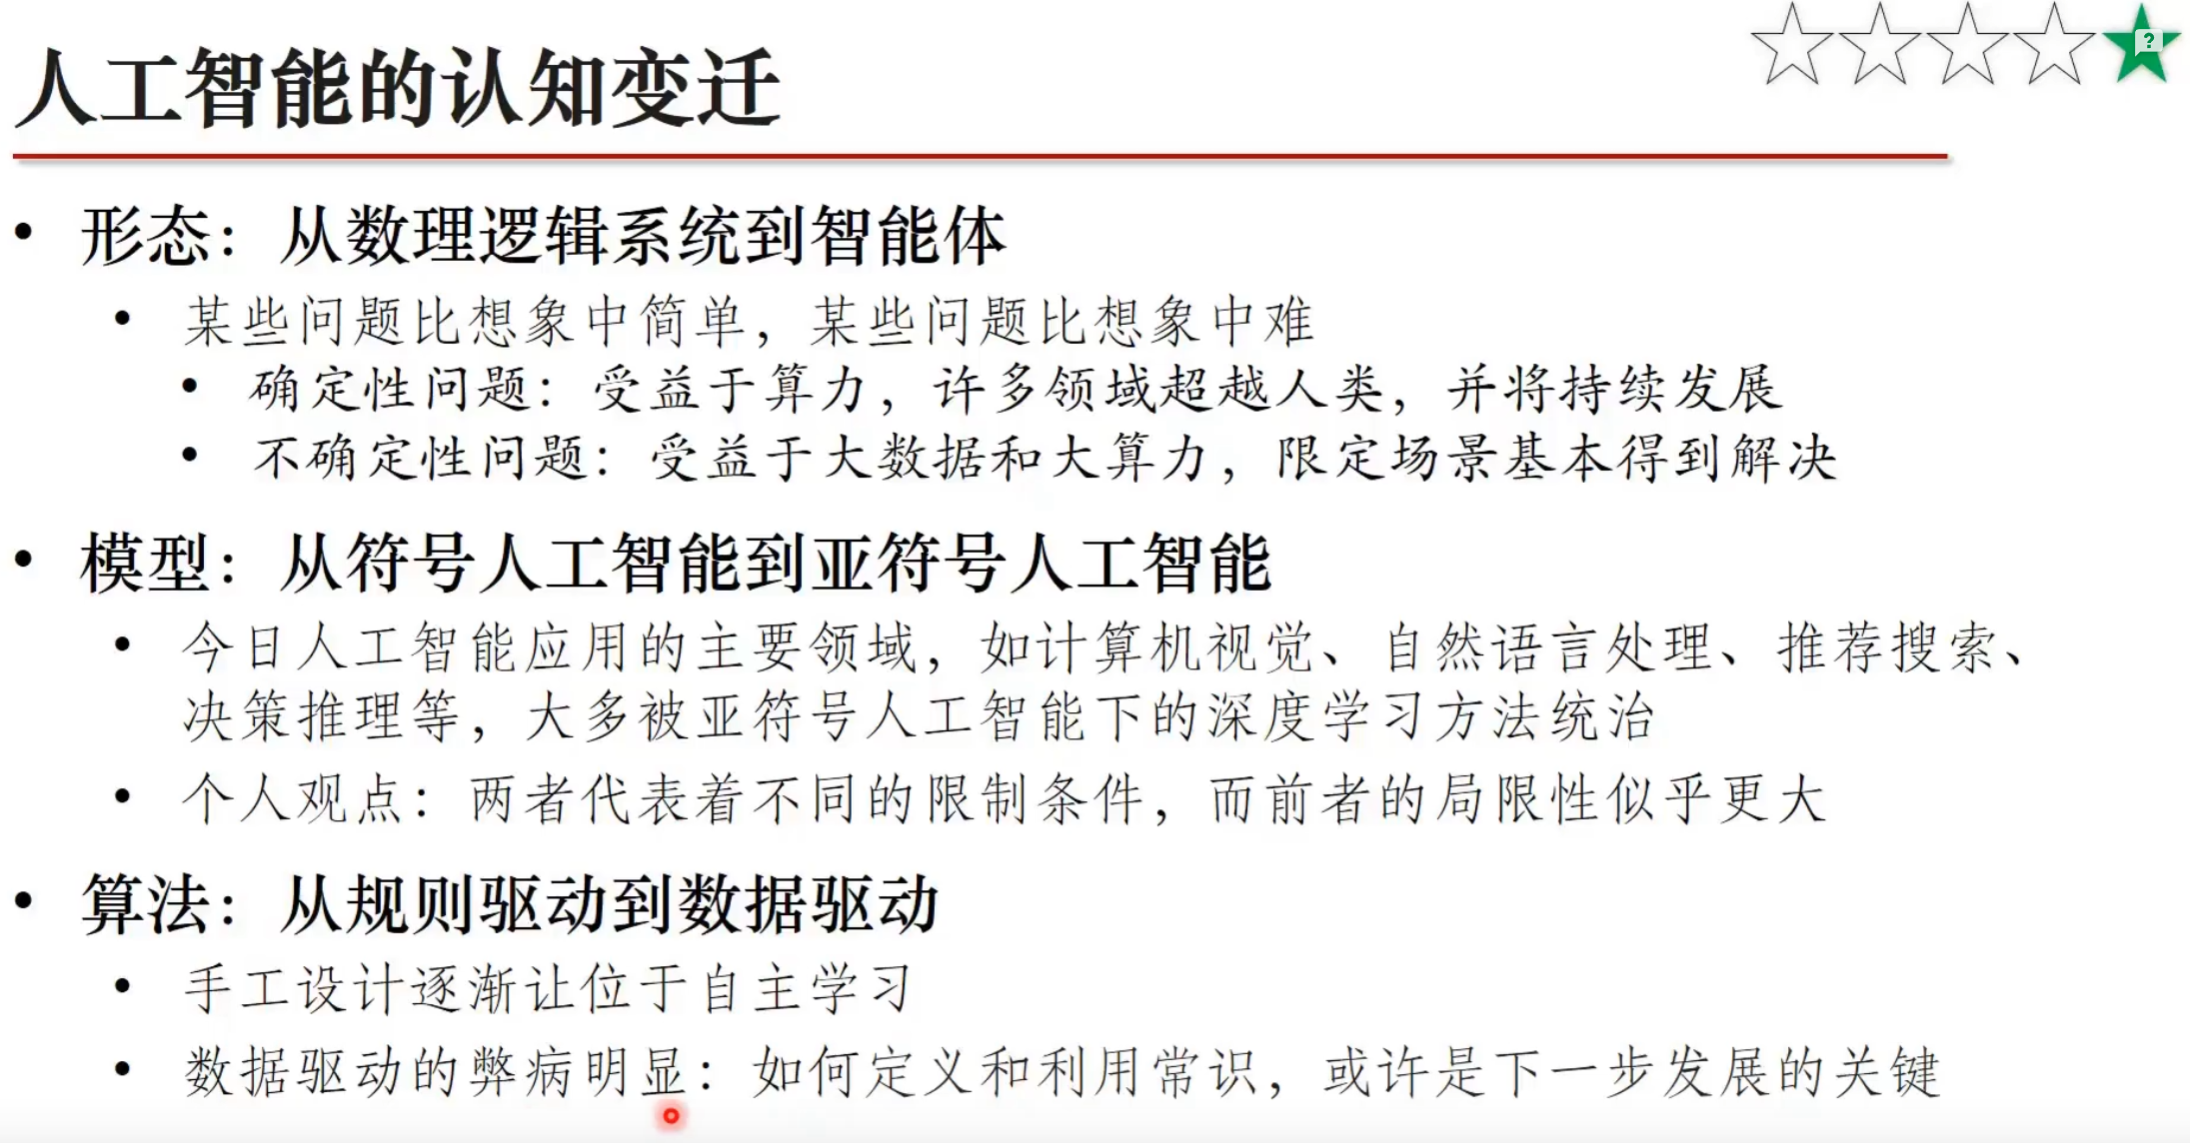 人工智能的认知变迁
?
• 形态：从数理逻辑系统到智能体
• 某些问题比想象中简单，某些问题比想象中难
• 确定性问题：受益于算力，许多领域超越人类，并将持续发展
• 不确定性问题：受益于大数据和大算力，限定场景基本得到解决
• 模型：从符号人工智能到亚符号人工智能
• 今日人工智能应用的主要领域，如计算机视觉、自然语言处理、推荐搜索、
决策推理等，大多被亚符号人工智能下的深度学习方法统治
• 个人观点：两者代表着不同的限制条件，而前者的局限性似乎更大
• 算法：从规则驱动到数据驱动
• 手工设计逐渐让位于自主学习
• 数据驱动的弊病明显：如何定义和利用常识，或许是下一步发展的关键